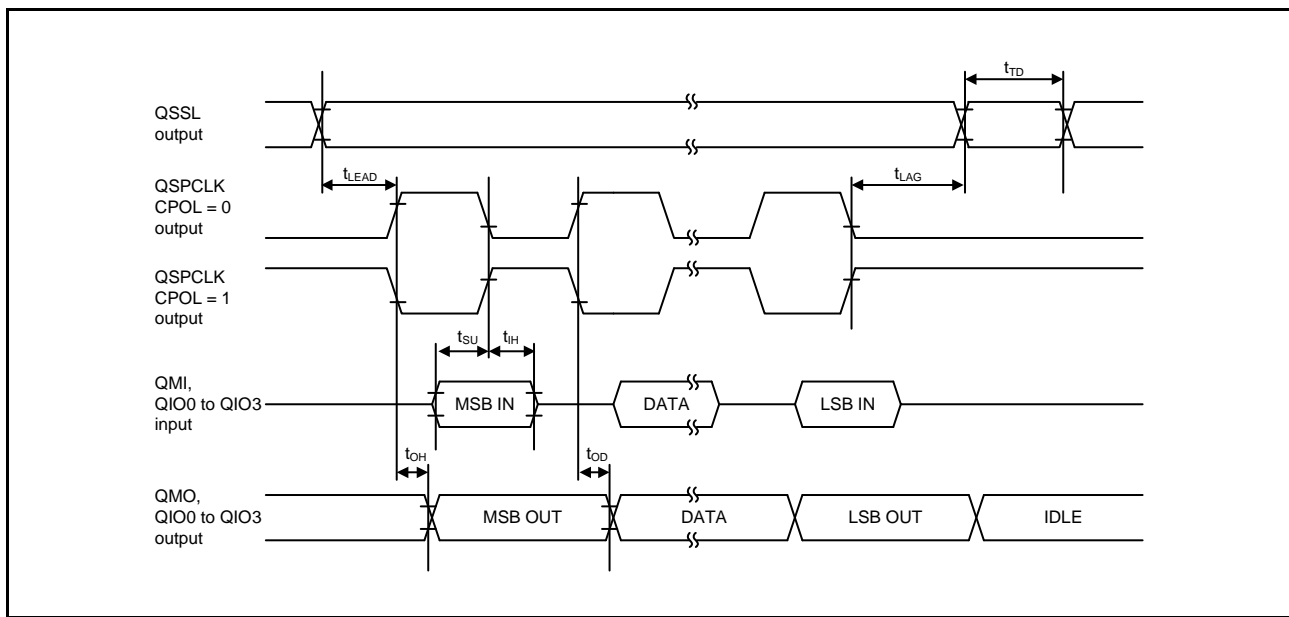 tTD
QSSL
output
tLEAD
tLAG
QSPCLK
CPOL = 0
output
QSPCLK
CPOL = 1
output
tSU
tIH
QMI,
QIO0 to QIO3
input
MSB IN
DATA
LSB IN
tOH
tOD
QMO,
QIO0 to QIO3
output
MSB OUT
DATA
LSB OUT
IDLE